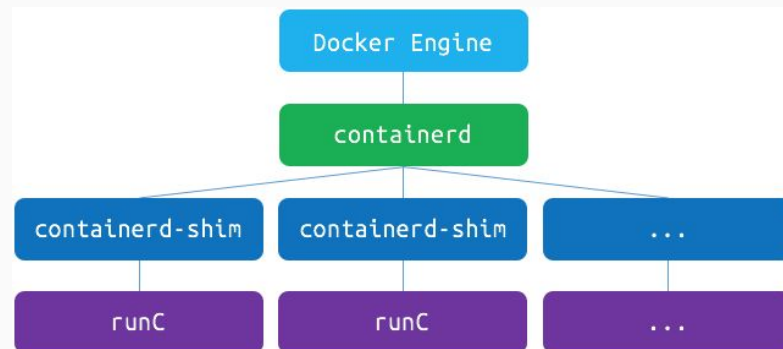 Docker Engine
containerd
containerd-shim containerd-shim ...
runC runC ...